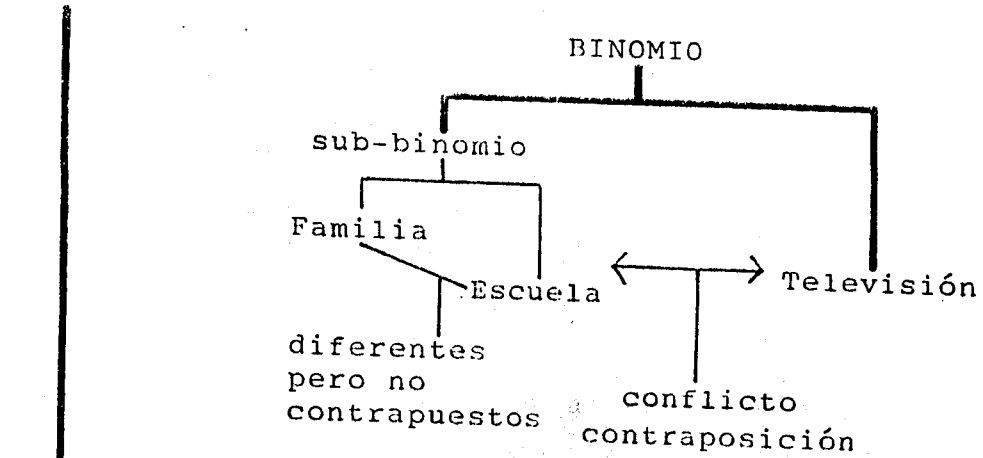 BINOMIO
sub-binomio
Familia
Escuela
Televisión
diferentes
pero no
contrapuestos
conflicto
contraposición